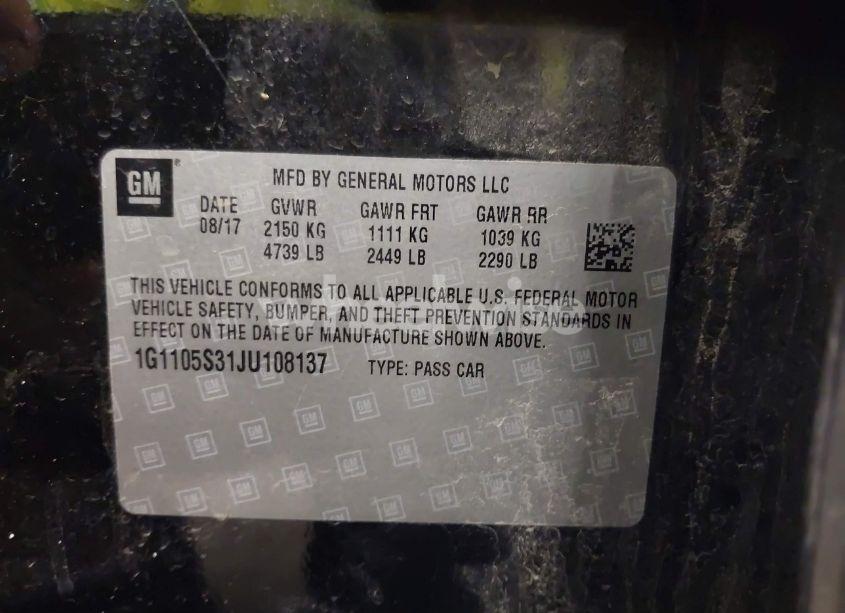 GM
MFD BY GENERAL MOTORS LLC
DATE GVWR GAWR FRT GAWR RR
08/17 2150 KG 1111 KG 1039 KG
4739 LB 2449 LB 2290 LB
THIS VEHICLE CONFORMS TO ALL APPLICABLE U.S. FEDERAL MOTOR
VEHICLE SAFETY, BUMPER, AND THEFT PREVENTION STANDARDS IN
EFFECT ON THE DATE OF MANUFACTURE SHOWN ABOVE.
1G1105S31JU108137 TYPE: PASS CAR